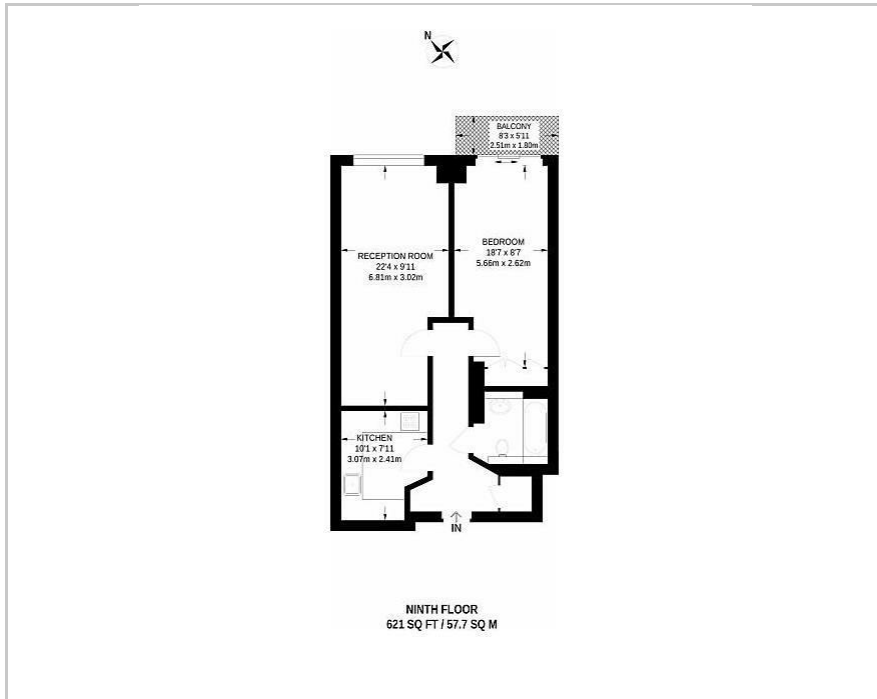 N
BALCONY
8'3 x 5'11
2.51m x 1.80m
RECEPTION ROOM
22'4 x 9'11
6.81m x 3.02m
BEDROOM
18'7 x 8'7
5.66m x 2.62m
KITCHEN
10'1 x 7'11
3.07m x 2.41m
IN
NINTH FLOOR
621 SQ FT / 57.7 SQ M